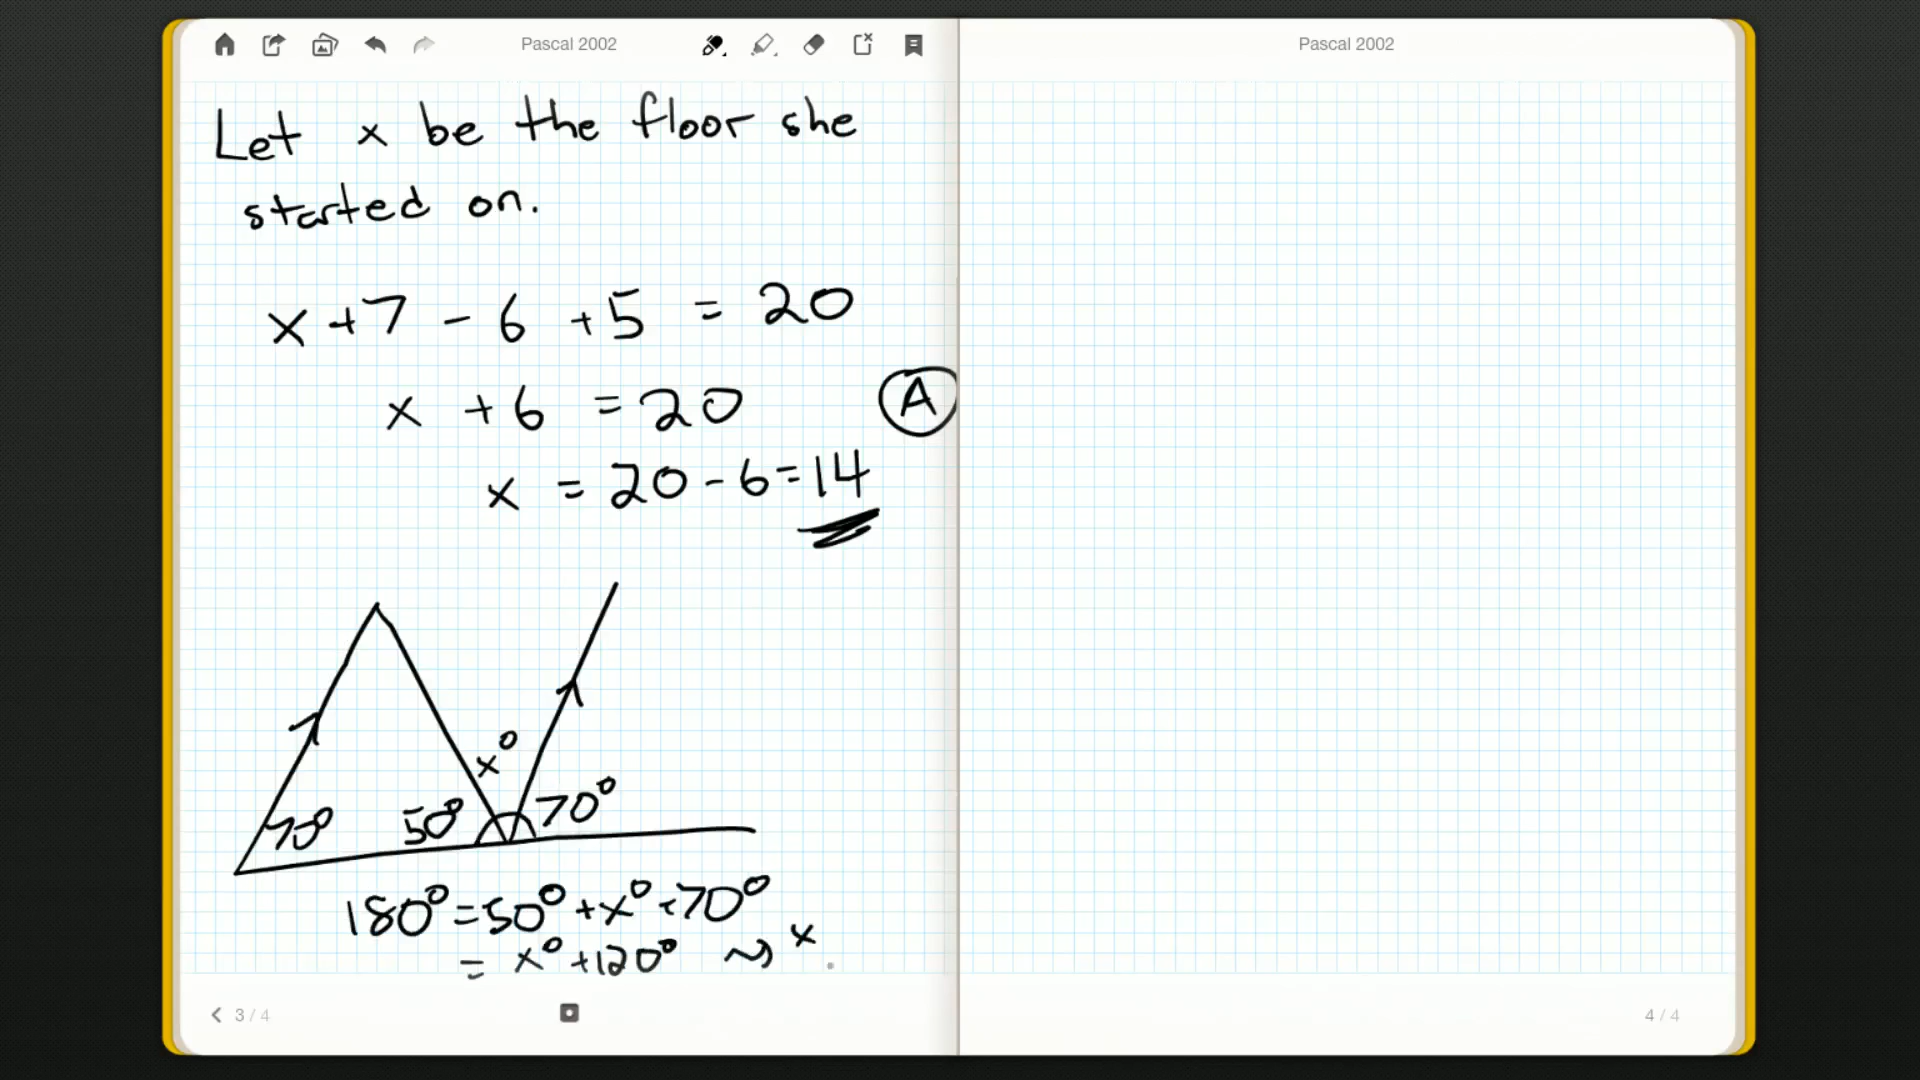 Pascal 2002
Let x be the floor she
started on.
x + 7 - 6 + 5 = 20
x + 6 = 20
A
x = 20 - 6 = 14
x°
70° 50° 70°
180° = 50° + x° + 70°
= x° + 120° ⇝ x
3 / 4
Pascal 2002
4 / 4